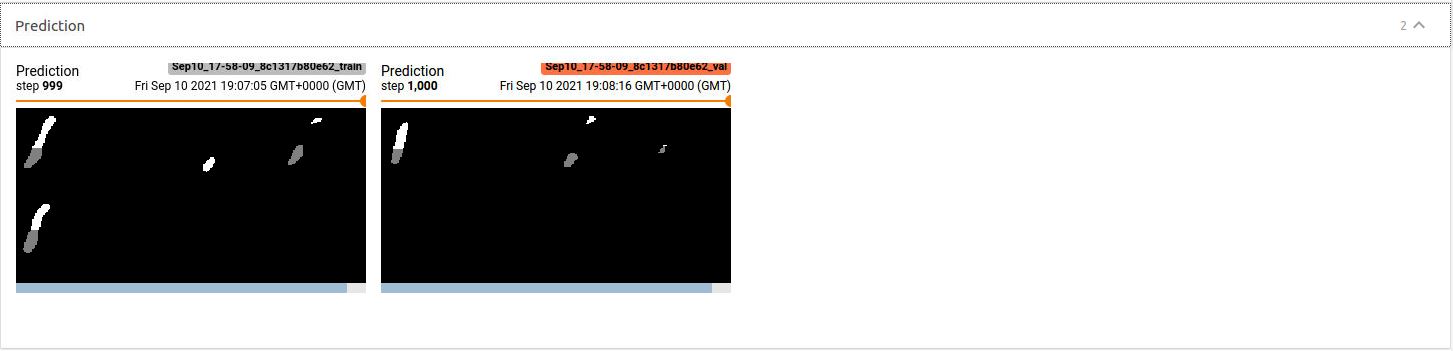 Prediction 2
Prediction Sep10_17-58-09_8c1317b80e62_train
step 999 Fri Sep 10 2021 19:07:05 GMT+0000 (GMT)
Prediction Sep10_17-58-09_8c1317b80e62_val
step 1,000 Fri Sep 10 2021 19:08:16 GMT+0000 (GMT)